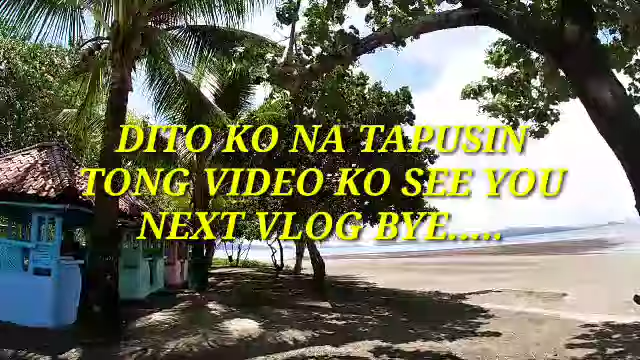 DITO KO NA TAPUSIN
TONG VIDEO KO SEE YOU
NEXT VLOG BYE.....